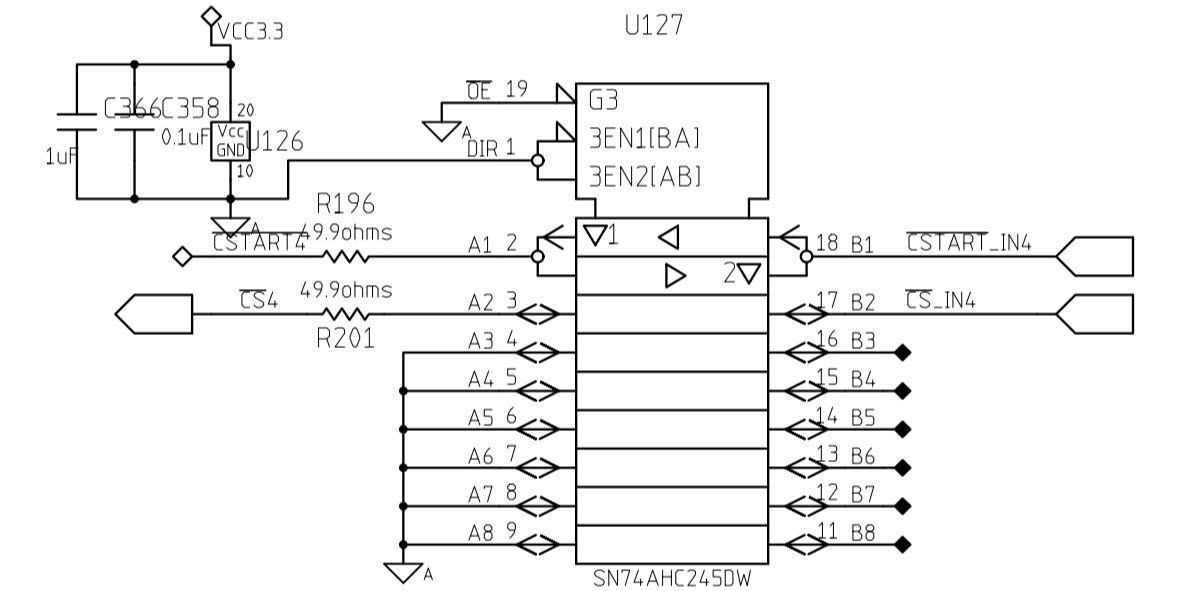 VCC3.3
U127
C366
C358
20
0.1uF
Vcc
GND
U126
1uF
10
A
OE 19
A
DIR 1
G3
3EN1[BA]
3EN2[AB]
R196
49.9ohms
CSTART4
A1 2
1
2
18 B1
CSTART_IN4
CS4
49.9ohms
R201
A2 3
17 B2
CS_IN4
A3 4
16 B3
A4 5
15 B4
A5 6
14 B5
A6 7
13 B6
A7 8
12 B7
A8 9
11 B8
A
SN74AHC245DW